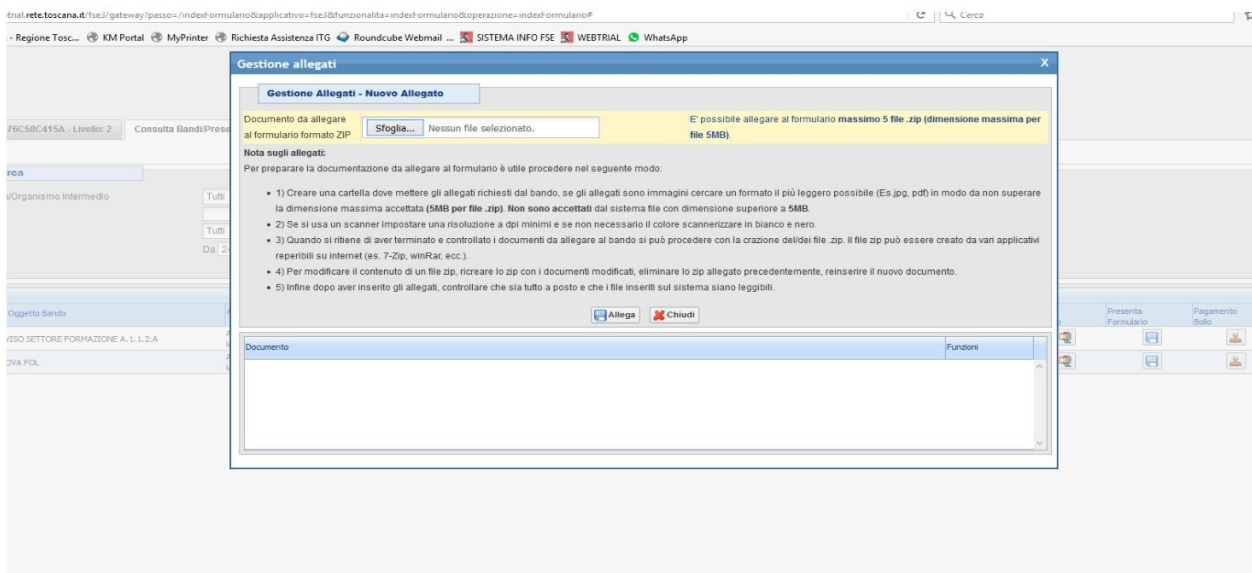 .rete.toscana.it/fse3/gateway?passo=/indexFormulario&applicativo=fse3&funzionalita=indexFormulario&operazione=indexFormulario#
Cerca
- Regione Tosc... KM Portal MyPrinter Richiesta Assistenza ITG Roundcube Webmail ... SISTEMA INFO FSE WEBTRIAL WhatsApp
Gestione allegati X
Gestione Allegati - Nuovo Allegato
76C58C415A - Livello: 2 Consulta Bandi/Prese
Documento da allegare
al formulario formato ZIP
Sfoglia... Nessun file selezionato.
E' possibile allegare al formulario massimo 5 file .zip (dimensione massima per
file 5MB).
Nota sugli allegati:
Per preparare la documentazione da allegare al formulario è utile procedere nel seguente modo:
rca
/Organismo Intermedio
Tutti
Tutti
Da 2
1) Creare una cartella dove mettere gli allegati richiesti dal bando, se gli allegati sono immagini cercare un formato il più leggero possibile (Es.jpg, pdf) in modo da non superare
la dimensione massima accettata (5MB per file .zip). Non sono accettati dal sistema file con dimensione superiore a 5MB.
2) Se si usa un scanner impostare una risoluzione a dpi minimi e se non necessario il colore scannerizzare in bianco e nero.
3) Quando si ritiene di aver terminato e controllato i documenti da allegare al bando si può procedere con la crazione del/dei file .zip. Il file zip può essere creato da vari applicativi
reperibili su internet (es. 7-Zip, winRar, ecc.).
4) Per modificare il contenuto di un file zip, ricreare lo zip con i documenti modificati, eliminare lo zip allegato precedentemente, reinserire il nuovo documento.
5) Infine dopo aver inserito gli allegati, controllare che sia tutto a posto e che i file inseriti sul sistema siano leggibili.
Allega Chiudi
Oggetto Bando
Presenta
Formulario
Pagamento
Bollo
VISO SETTORE FORMAZIONE A.1.1.2.A
OVA FOL
Documento Funzioni